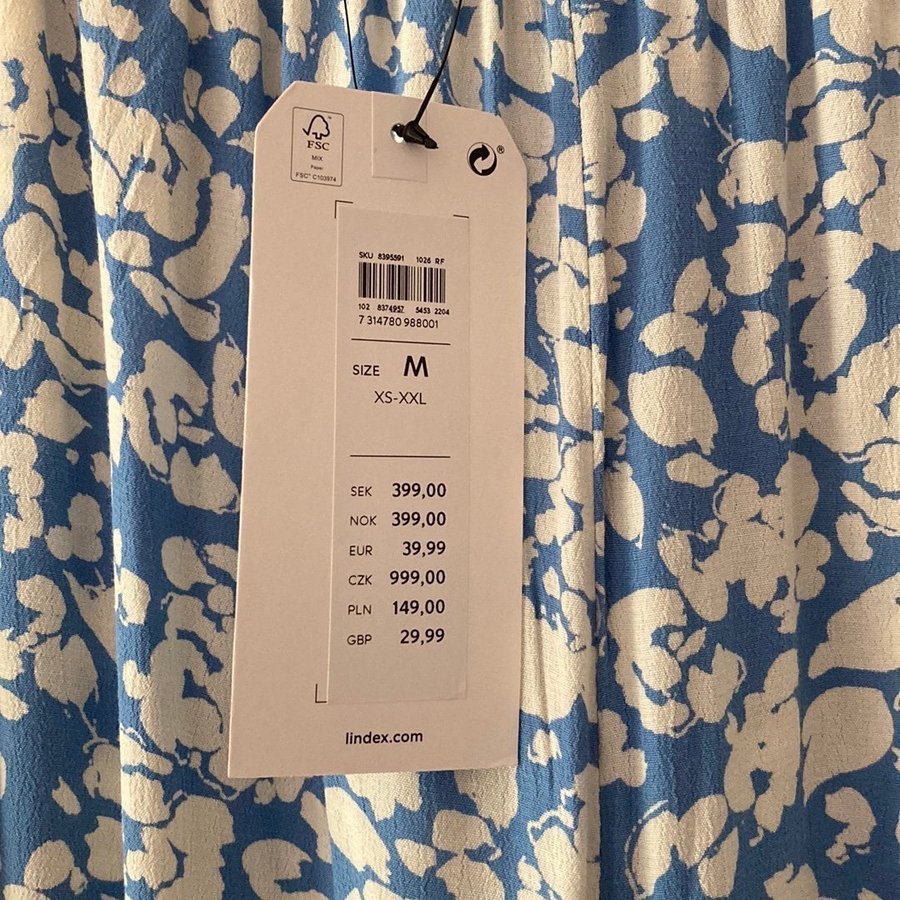 FSC
MIX
Paper
FSC® C103974
®
SKU 8395591 1026 RF
102 8374957 5453 2204
7 314780 988001
SIZE M
XS-XXL
SEK 399,00
NOK 399,00
EUR 39,99
CZK 999,00
PLN 149,00
GBP 29,99
lindex.com